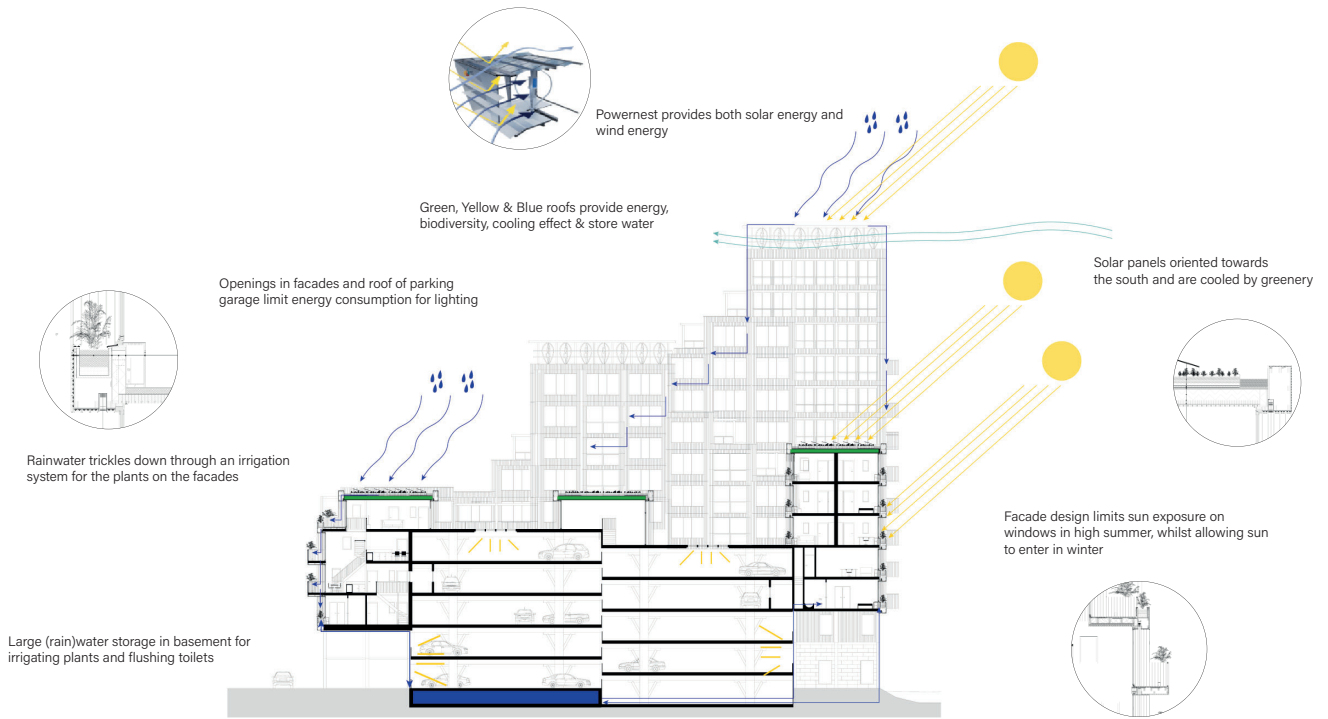 Powernest provides both solar energy and
wind energy
Green, Yellow & Blue roofs provide energy,
biodiversity, cooling effect & store water
Solar panels oriented towards
the south and are cooled by greenery
Openings in facades and roof of parking
garage limit energy consumption for lighting
Rainwater trickles down through an irrigation
system for the plants on the facades
Facade design limits sun exposure on
windows in high summer, whilst allowing sun
to enter in winter
Large (rain)water storage in basement for
irrigating plants and flushing toilets